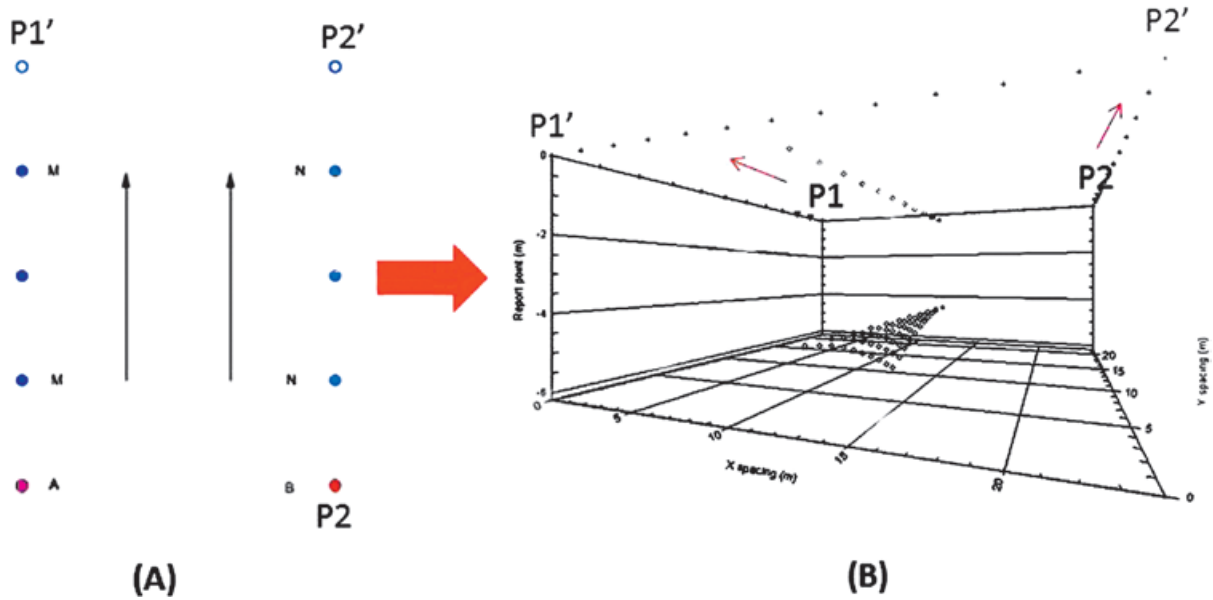 P1’
P2’
M
N
M
N
A
B
P2
(A)
P2’
P1’
P1
P2
0
-2
-4
-6
Report point (m)
0
5
10
15
20
X spacing (m)
20
15
10
5
0
Y spacing (m)
(B)